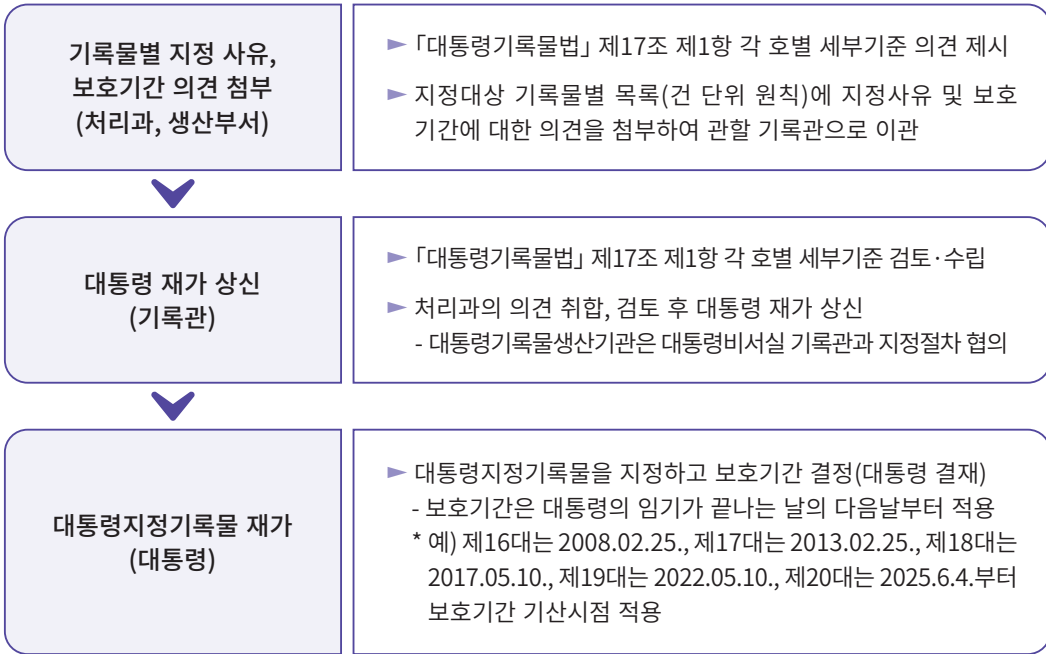 기록물별 지정 사유,
보호기간 의견 첨부
(처리과, 생산부서)
► 「대통령기록물법」 제17조 제1항 각 호별 세부기준 의견 제시
► 지정대상 기록물별 목록(건 단위 원칙)에 지정사유 및 보호
기간에 대한 의견을 첨부하여 관할 기록관으로 이관
대통령 재가 상신
(기록관)
► 「대통령기록물법」 제17조 제1항 각 호별 세부기준 검토·수립
► 처리과의 의견 취합, 검토 후 대통령 재가 상신
- 대통령기록물생산기관은 대통령비서실 기록관과 지정절차 협의
대통령지정기록물 재가
(대통령)
► 대통령지정기록물을 지정하고 보호기간 결정(대통령 결재)
- 보호기간은 대통령의 임기가 끝나는 날의 다음날부터 적용
* 예) 제16대는 2008.02.25., 제17대는 2013.02.25., 제18대는
2017.05.10., 제19대는 2022.05.10., 제20대는 2025.6.4.부터
보호기간 기산시점 적용